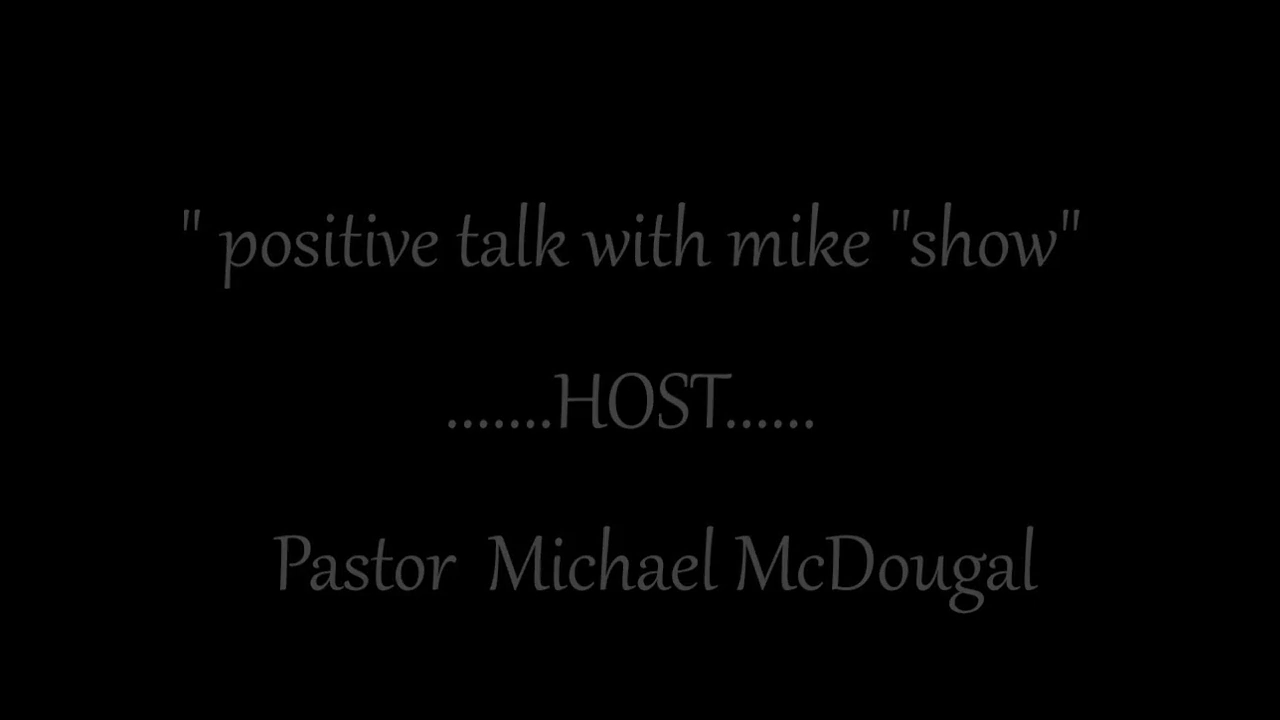 " positive talk with mike "show"
.......HOST......
Pastor  Michael McDougal